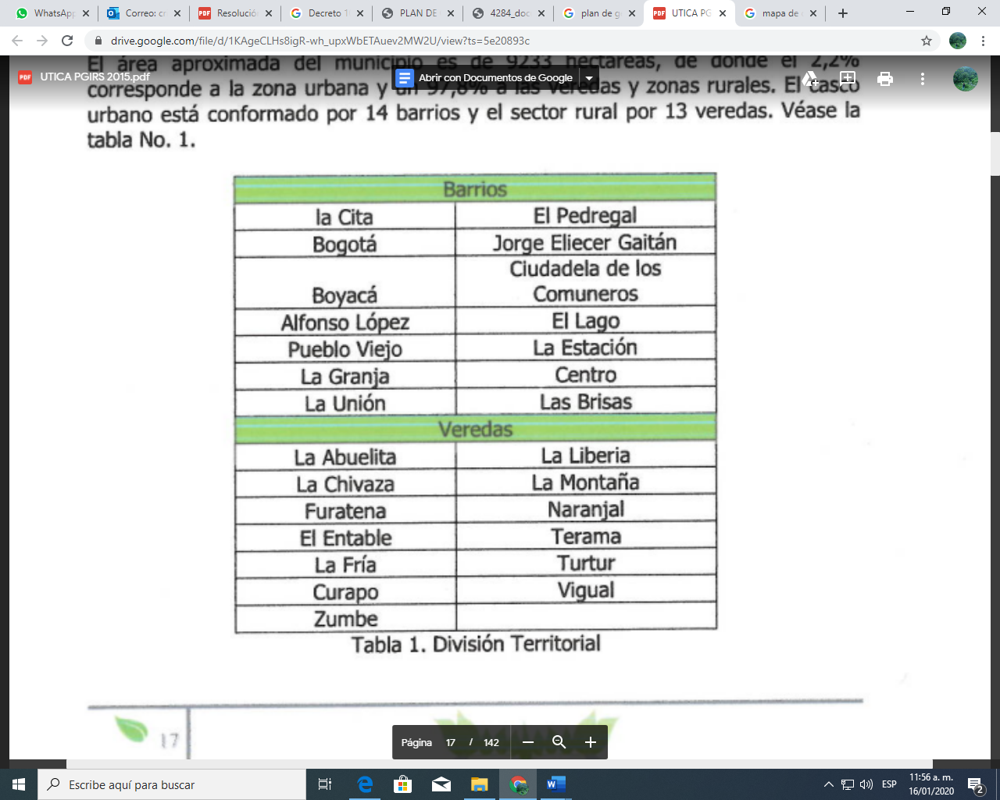 WhatsApp
Correo: cr
Resolución
Decreto 1
PLAN DE
4284_doc
plan de g
UTICA PG
mapa de
drive.google.com/file/d/1KAgeCLHs8igR-wh_upxWbETAuev2MW2U/view?ts=5e20893c
El área aproximada del municipio es de 9233 hectáreas, de donde el 2,2%
UTICA PGIRS 2015.pdf
Abrir con Documentos de Google
corresponde a la zona urbana y un 97,8% a las veredas y zonas rurales. El casco
urbano está conformado por 14 barrios y el sector rural por 13 veredas. Véase la
tabla No. 1.
Barrios
la Cita El Pedregal
Bogotá Jorge Eliecer Gaitán
Boyacá Ciudadela de los
Comuneros
Alfonso López El Lago
Pueblo Viejo La Estación
La Granja Centro
La Unión Las Brisas
Veredas
La Abuelita La Liberia
La Chivaza La Montaña
Furatena Naranjal
El Entable Terama
La Fría Turtur
Curapo Vigual
Zumbe
Tabla 1. División Territorial
17
Página 17 / 142
Escribe aquí para buscar
ESP
11:56 a. m.
16/01/2020
2